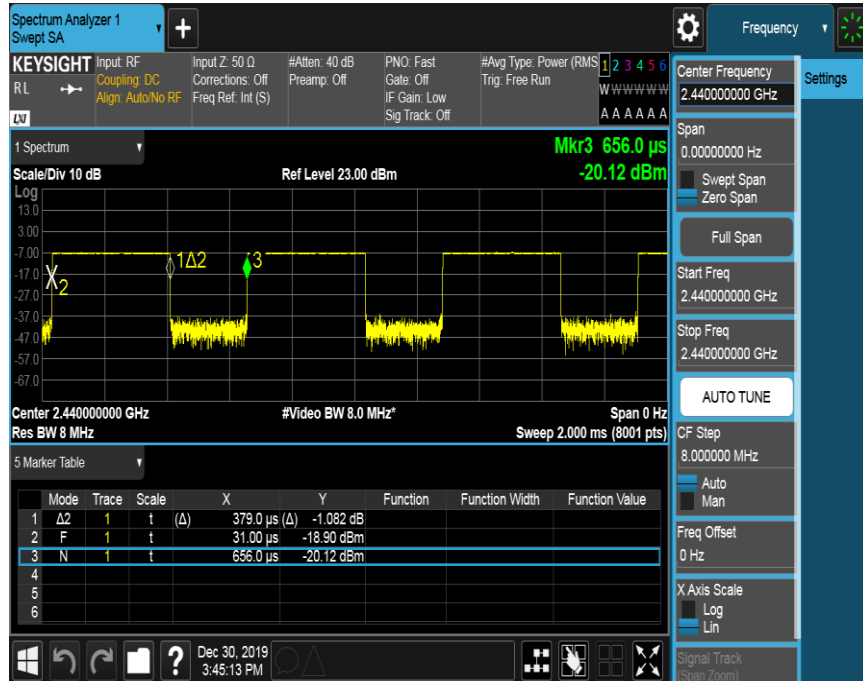 Spectrum Analyzer 1
Swept SA
+
Frequency
KEYSIGHT
RL
LXI
Input: RF
Coupling: DC
Align: Auto/No RF
Input Z: 50 Ω
Corrections: Off
Freq Ref: Int (S)
#Atten: 40 dB
Preamp: Off
PNO: Fast
Gate: Off
IF Gain: Low
Sig Track: Off
#Avg Type: Power (RMS
Trig: Free Run
1 2 3 4 5 6
W W W W W W
A A A A A A
1 Spectrum
Mkr3 656.0 µs
Scale/Div 10 dB
Ref Level 23.00 dBm
-20.12 dBm
Log
13.0
3.00
-7.00
-17.0
-27.0
-37.0
-47.0
-57.0
-67.0
X2
1Δ2
3
Center 2.440000000 GHz
#Video BW 8.0 MHz*
Span 0 Hz
Res BW 8 MHz
Sweep 2.000 ms (8001 pts)
5 Marker Table
Mode Trace Scale X Y Function Function Width Function Value
1 Δ2 1 t (Δ) 379.0 µs (Δ) -1.082 dB
2 F 1 t 31.00 µs -18.90 dBm
3 N 1 t 656.0 µs -20.12 dBm
4
5
6
?
Dec 30, 2019
3:45:13 PM
Center Frequency
2.440000000 GHz
Settings
Span
0.00000000 Hz
Swept Span
Zero Span
Full Span
Start Freq
2.440000000 GHz
Stop Freq
2.440000000 GHz
AUTO TUNE
CF Step
8.000000 MHz
Auto
Man
Freq Offset
0 Hz
X Axis Scale
Log
Lin
Signal Track
(Span Zoom)